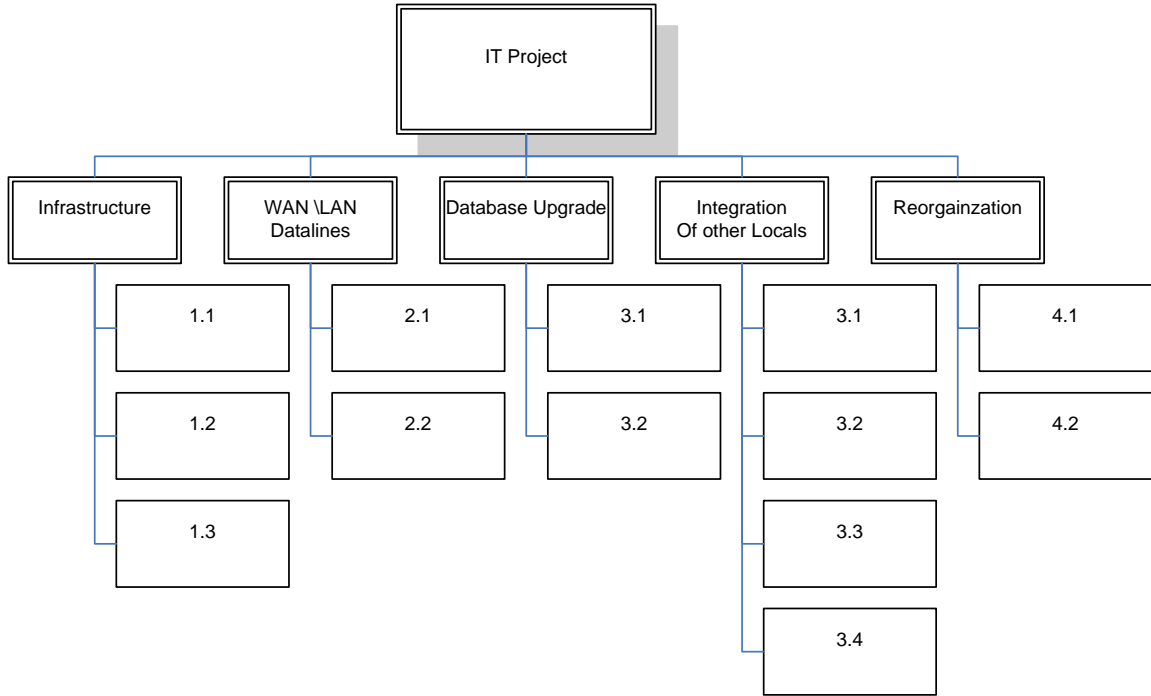 IT Project
Infrastructure
WAN \LAN
Datalines
Database Upgrade
Integration
Of other Locals
Reorgainzation
1.1
2.1
3.1
3.1
4.1
1.2
2.2
3.2
3.2
4.2
1.3
3.3
3.4